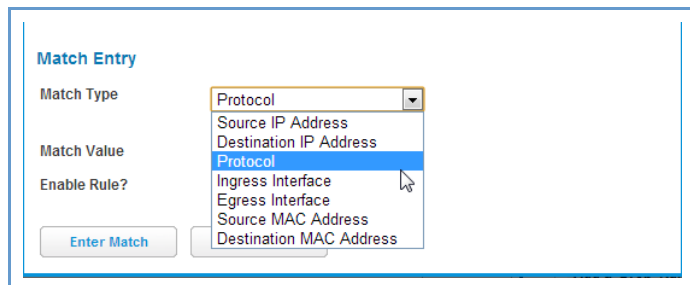 Match Entry
Match Type
Protocol
Source IP Address
Destination IP Address
Protocol
Ingress Interface
Egress Interface
Source MAC Address
Destination MAC Address
Match Value
Enable Rule?
Enter Match